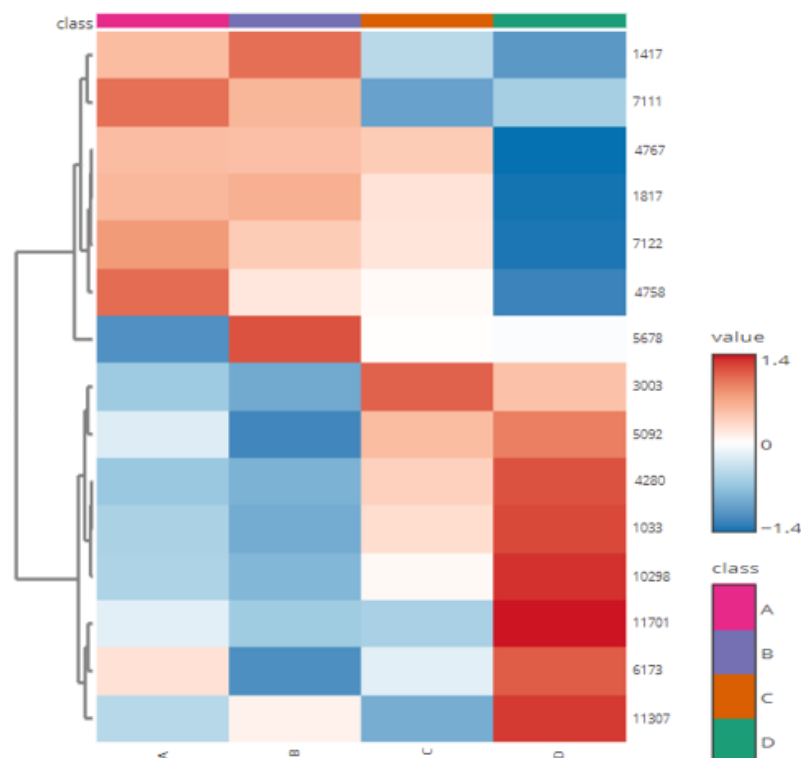 class
1417
7111
4767
1817
7122
4758
5678
3003
5092
4280
1033
10298
11701
6173
11307
A
B
C
D
value
1.4
0
−1.4
class
A
B
C
D